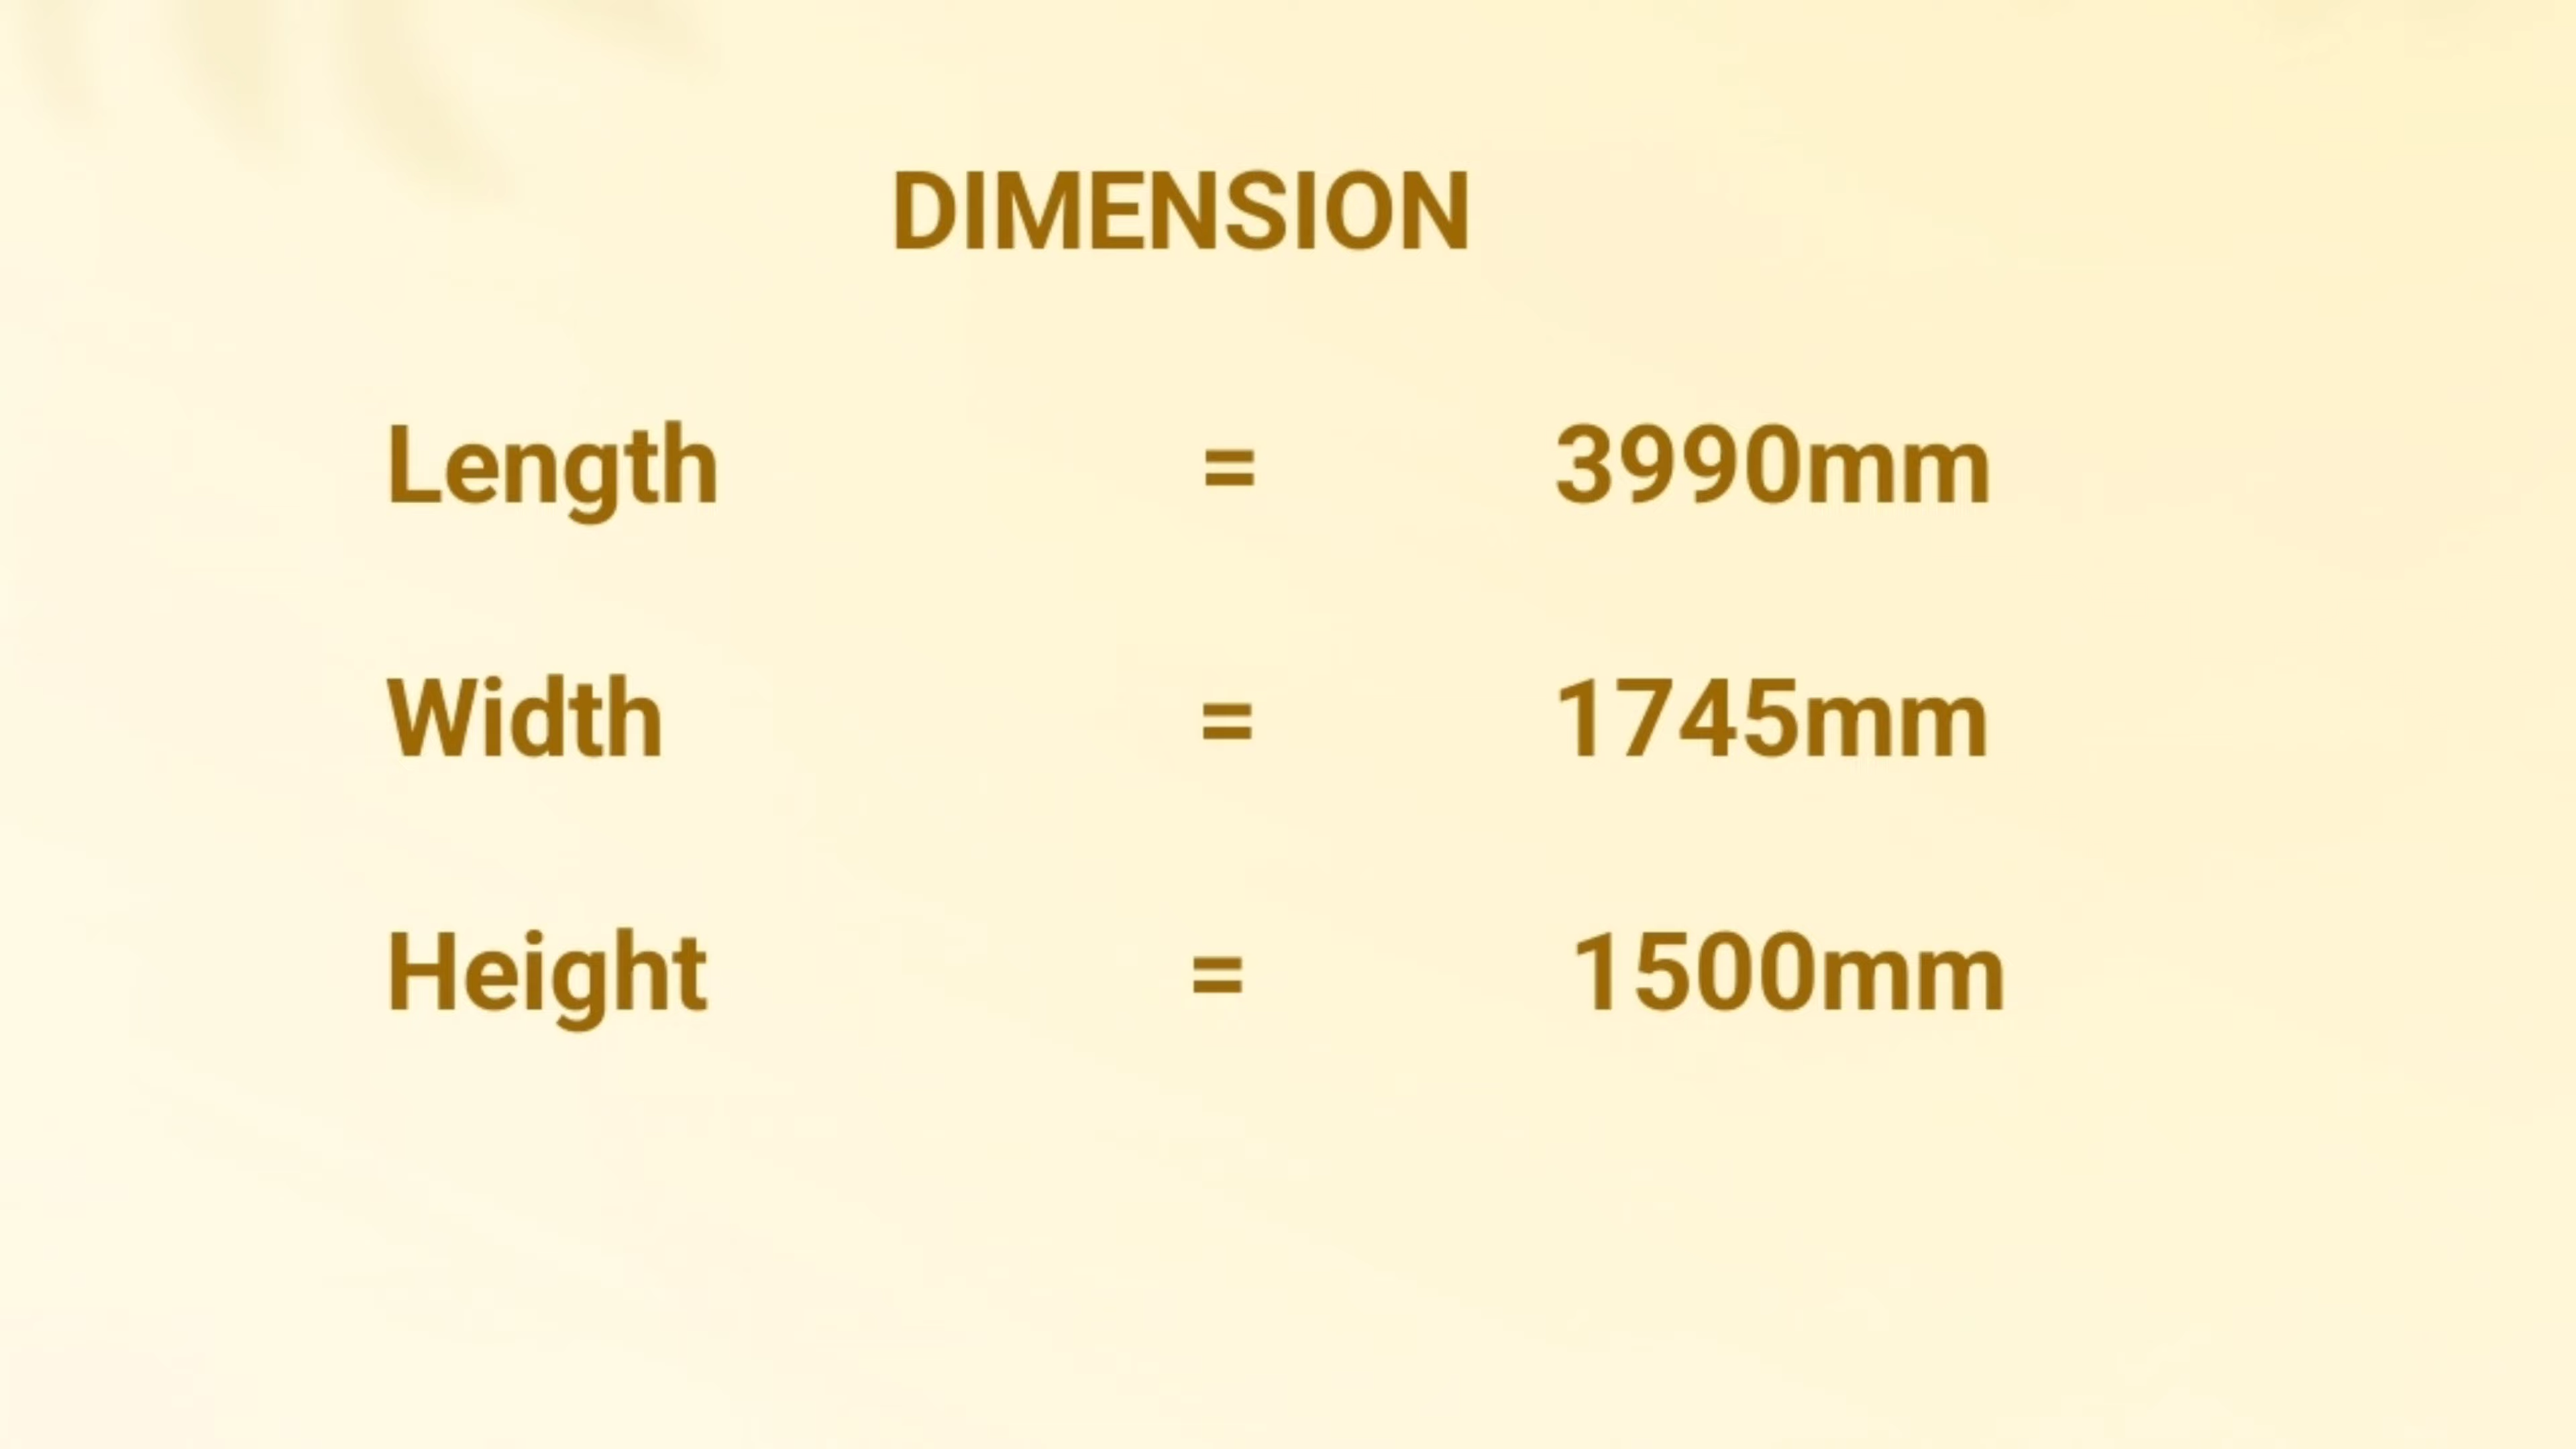 DIMENSION
Length = 3990mm
Width = 1745mm
Height = 1500mm